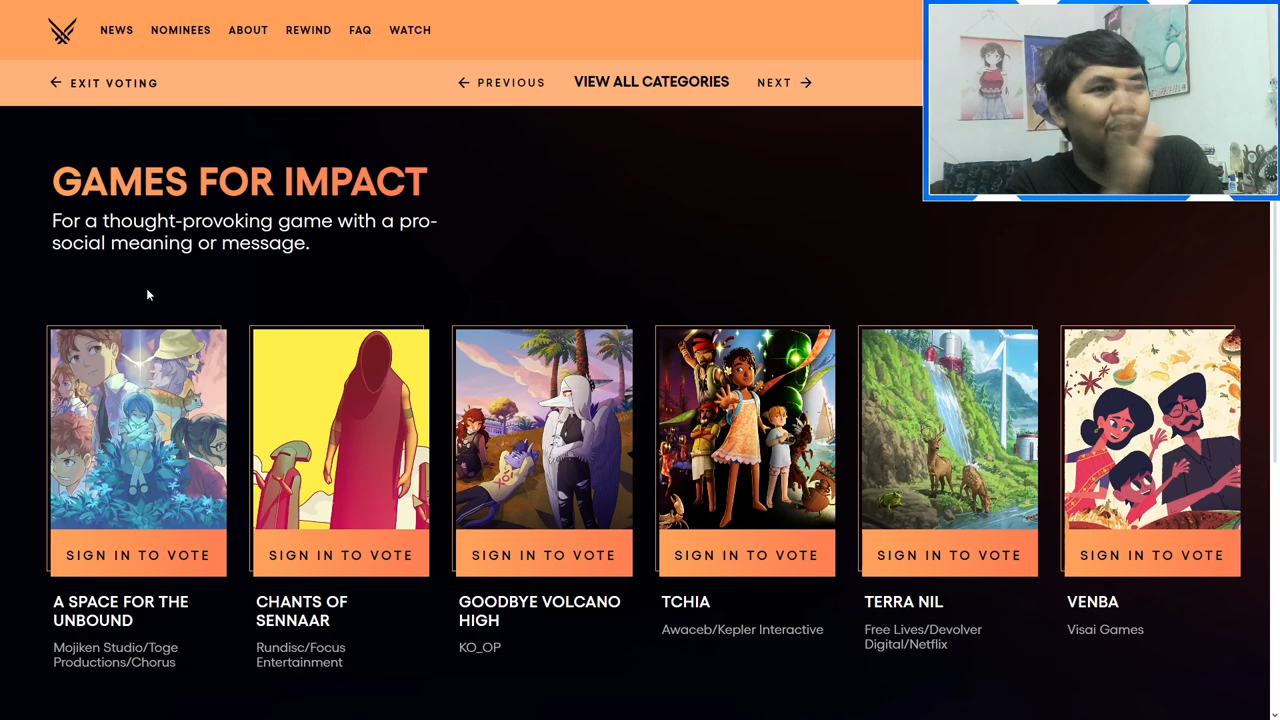 NEWS NOMINEES ABOUT REWIND FAQ WATCH
← EXIT VOTING
← PREVIOUS VIEW ALL CATEGORIES NEXT →
GAMES FOR IMPACT
For a thought-provoking game with a pro-
social meaning or message.
SIGN IN TO VOTE
A SPACE FOR THE
UNBOUND
Mojiken Studio/Toge
Productions/Chorus
SIGN IN TO VOTE
CHANTS OF
SENNAAR
Rundisc/Focus
Entertainment
XOXO
SIGN IN TO VOTE
GOODBYE VOLCANO
HIGH
KO_OP
SIGN IN TO VOTE
TCHIA
Awaceb/Kepler Interactive
SIGN IN TO VOTE
TERRA NIL
Free Lives/Devolver
Digital/Netflix
SIGN IN TO VOTE
VENBA
Visai Games